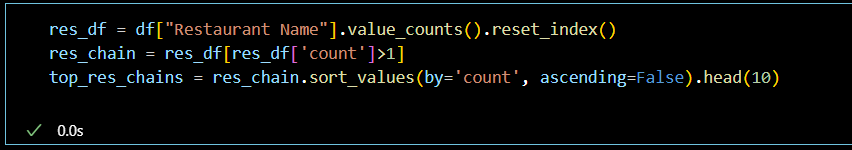 res_df = df["Restaurant Name"].value_counts().reset_index()
res_chain = res_df[res_df['count']>1]
top_res_chains = res_chain.sort_values(by='count', ascending=False).head(10)
0.0s